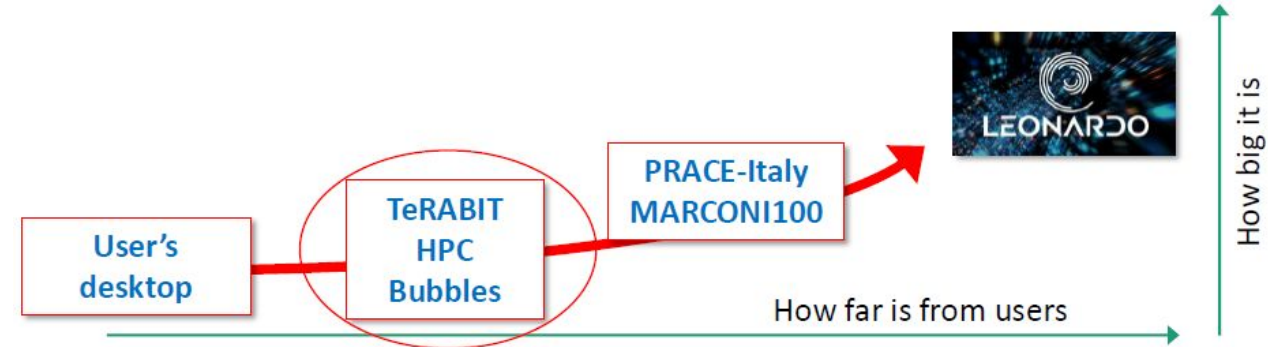 User’s
desktop
TeRABIT
HPC
Bubbles
PRACE-Italy
MARCONI100
LEONARDO
How far is from users
How big it is